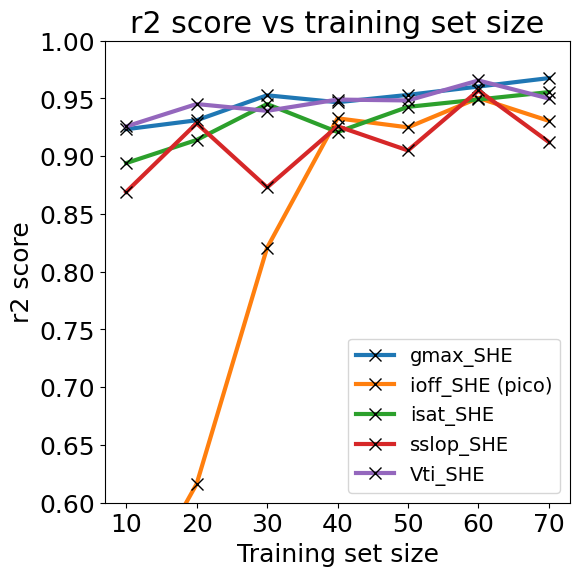 r2 score vs training set size
1.00
0.95
0.90
0.85
0.80
0.75
0.70
0.65
0.60
r2 score
10 20 30 40 50 60 70
Training set size
gmax_SHE
ioff_SHE (pico)
isat_SHE
sslop_SHE
Vti_SHE